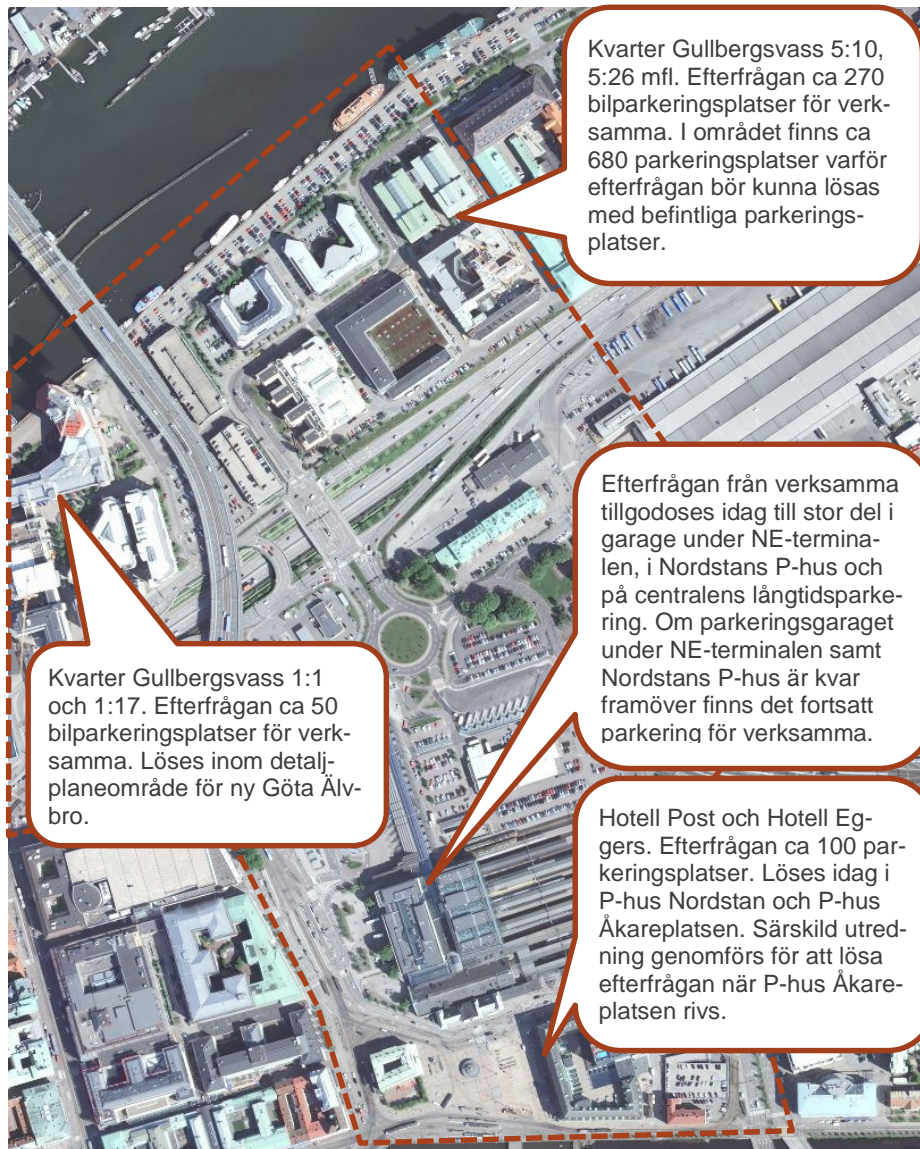 Kvarter Gullbergsvass 5:10,
5:26 mfl. Efterfrågan ca 270
bilparkeringsplatser för verk-
samma. I området finns ca
680 parkeringsplatser varför
efterfrågan bör kunna lösas
med befintliga parkerings-
platser.
Efterfrågan från verksamma
tillgodoses idag till stor del i
garage under NE-termina-
len, i Nordstans P-hus och
på centralens långtidsparke-
ring. Om parkeringsgaraget
under NE-terminalen samt
Nordstans P-hus är kvar
framöver finns det fortsatt
parkering för verksamma.
Kvarter Gullbergsvass 1:1
och 1:17. Efterfrågan ca 50
bilparkeringsplatser för verk-
samma. Löses inom detalj-
planeområde för ny Göta Älv-
bro.
Hotell Post och Hotell Eg-
gers. Efterfrågan ca 100 par-
keringsplatser. Löses idag i
P-hus Nordstan och P-hus
Åkareplatsen. Särskild utred-
ning genomförs för att lösa
efterfrågan när P-hus Åkare-
platsen rivs.